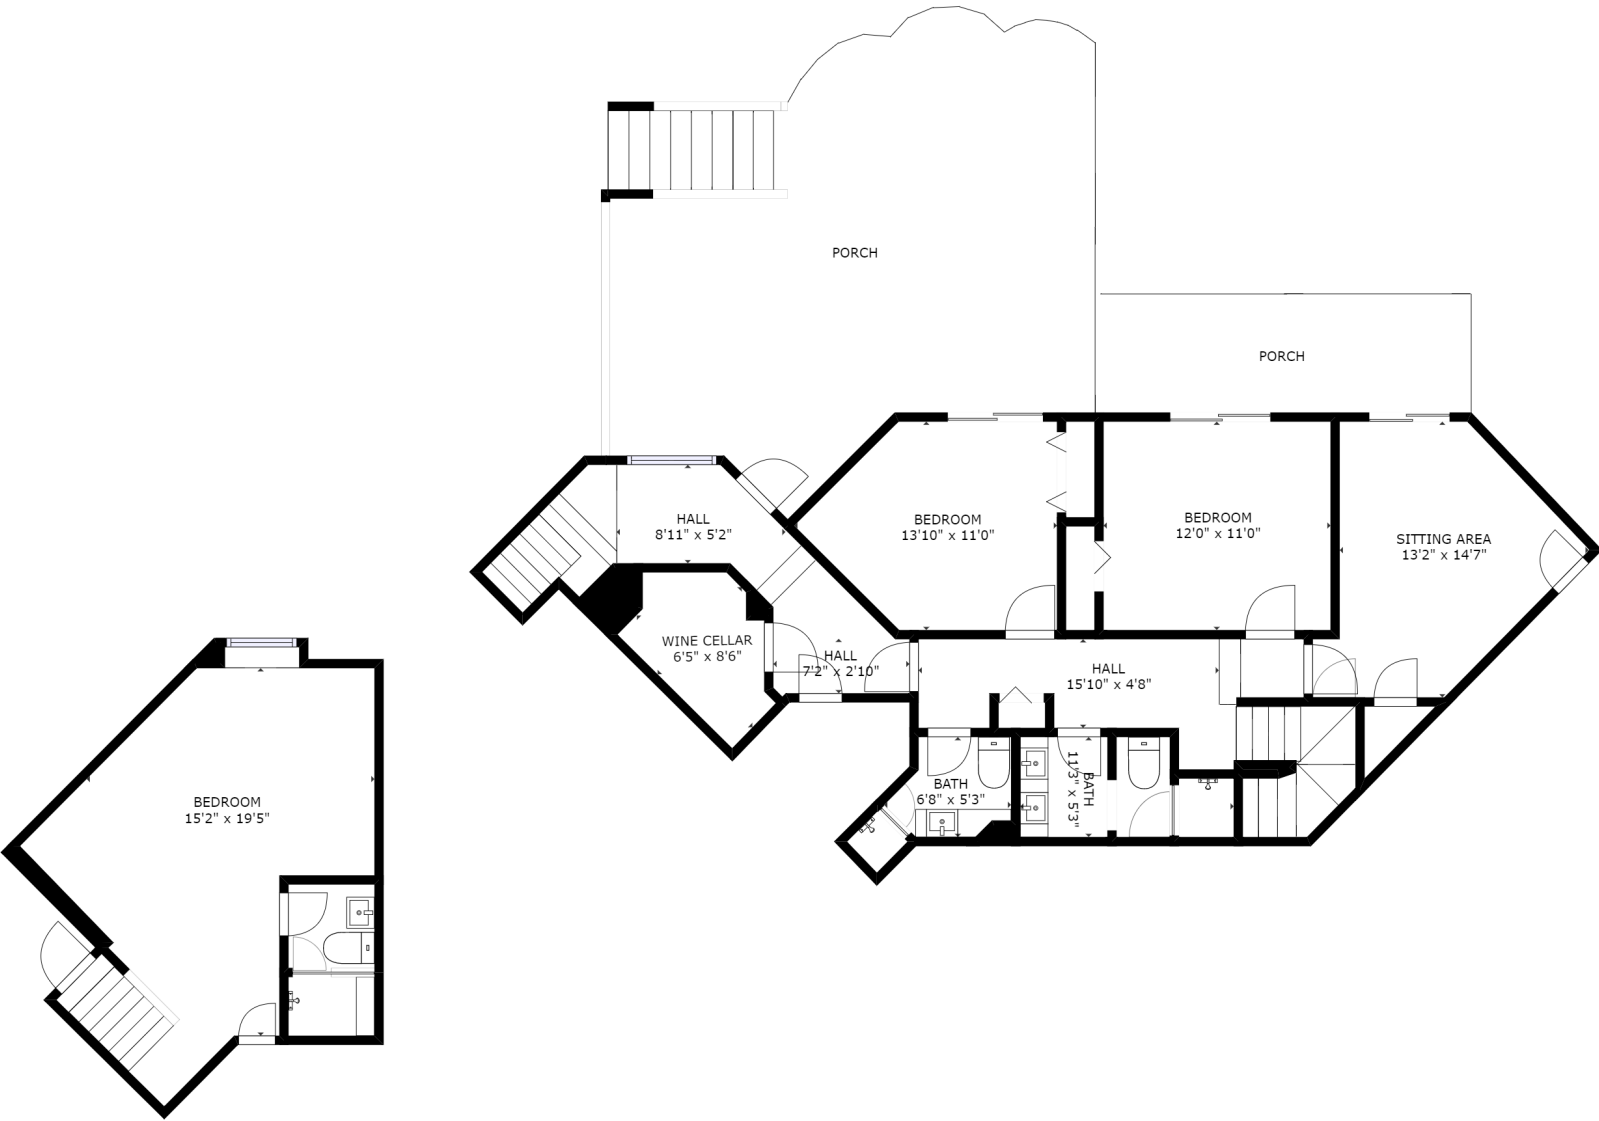 PORCH
PORCH
HALL
8'11" x 5'2"
BEDROOM
13'10" x 11'0"
BEDROOM
12'0" x 11'0"
SITTING AREA
13'2" x 14'7"
WINE CELLAR
6'5" x 8'6"
HALL
7'2" x 2'10"
HALL
15'10" x 4'8"
BATH
6'8" x 5'3"
BATH
11'3" x 5'3"
BEDROOM
15'2" x 19'5"